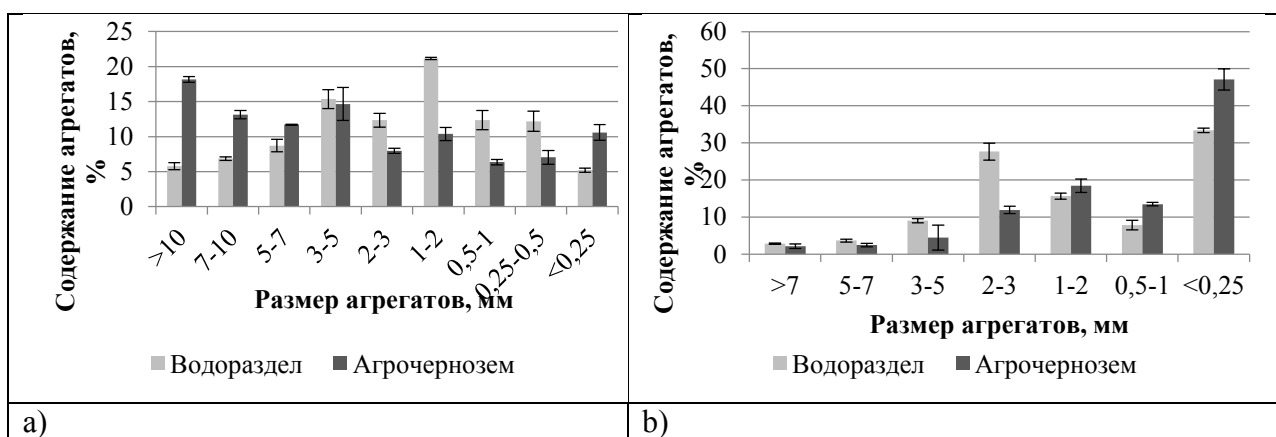 Содержание агрегатов, %
25
20
15
10
5
0
>10
7-10
5-7
3-5
2-3
1-2
0,5-1
0,25-0,5
<0,25
Размер агрегатов, мм
Водораздел
Агрочернозем
a)
Содержание агрегатов, %
60
50
40
30
20
10
0
>7
5-7
3-5
2-3
1-2
0,5-1
<0,25
Размер агрегатов, мм
Водораздел
Агрочернозем
b)